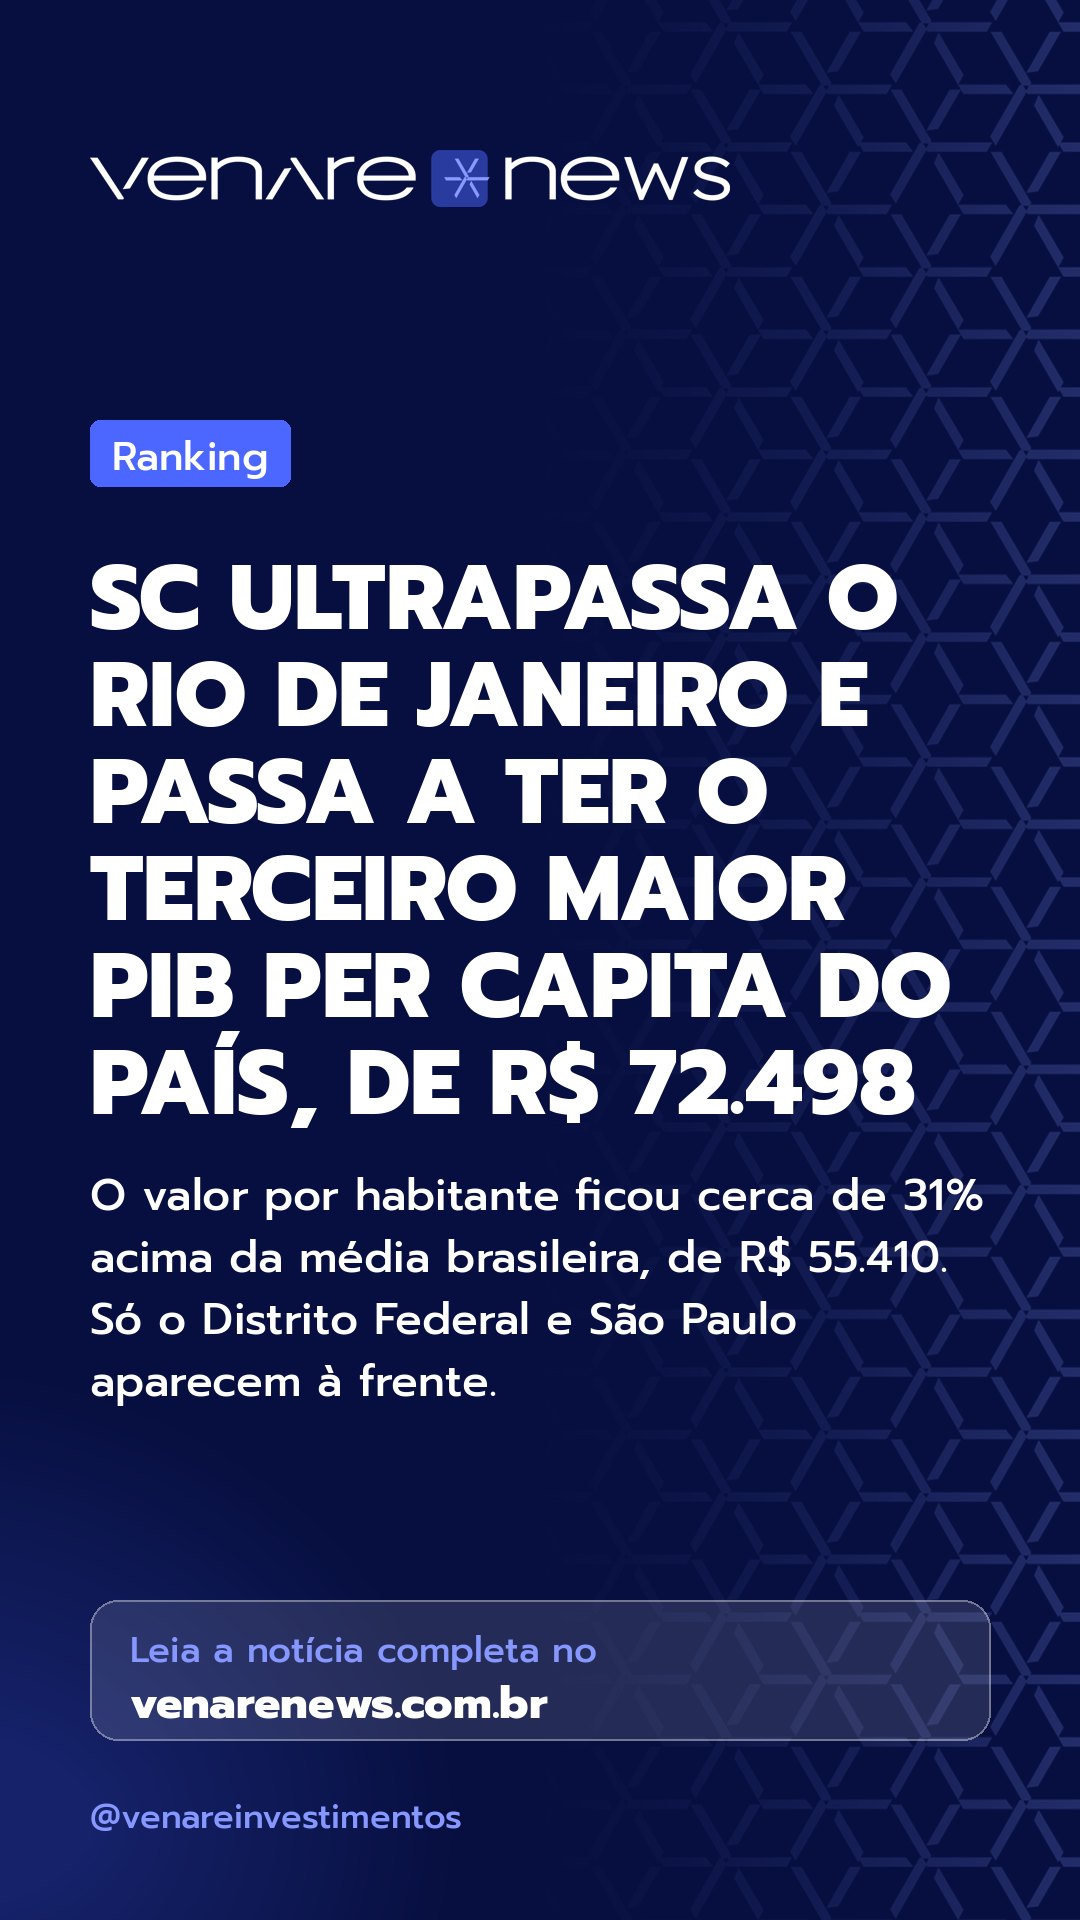 venare news
Ranking
SC ULTRAPASSA O
RIO DE JANEIRO E
PASSA A TER O
TERCEIRO MAIOR
PIB PER CAPITA DO
PAÍS, DE R$ 72.498
O valor por habitante ficou cerca de 31%
acima da média brasileira, de R$ 55.410.
Só o Distrito Federal e São Paulo
aparecem à frente.
Leia a notícia completa no
venarenews.com.br
@venareinvestimentos